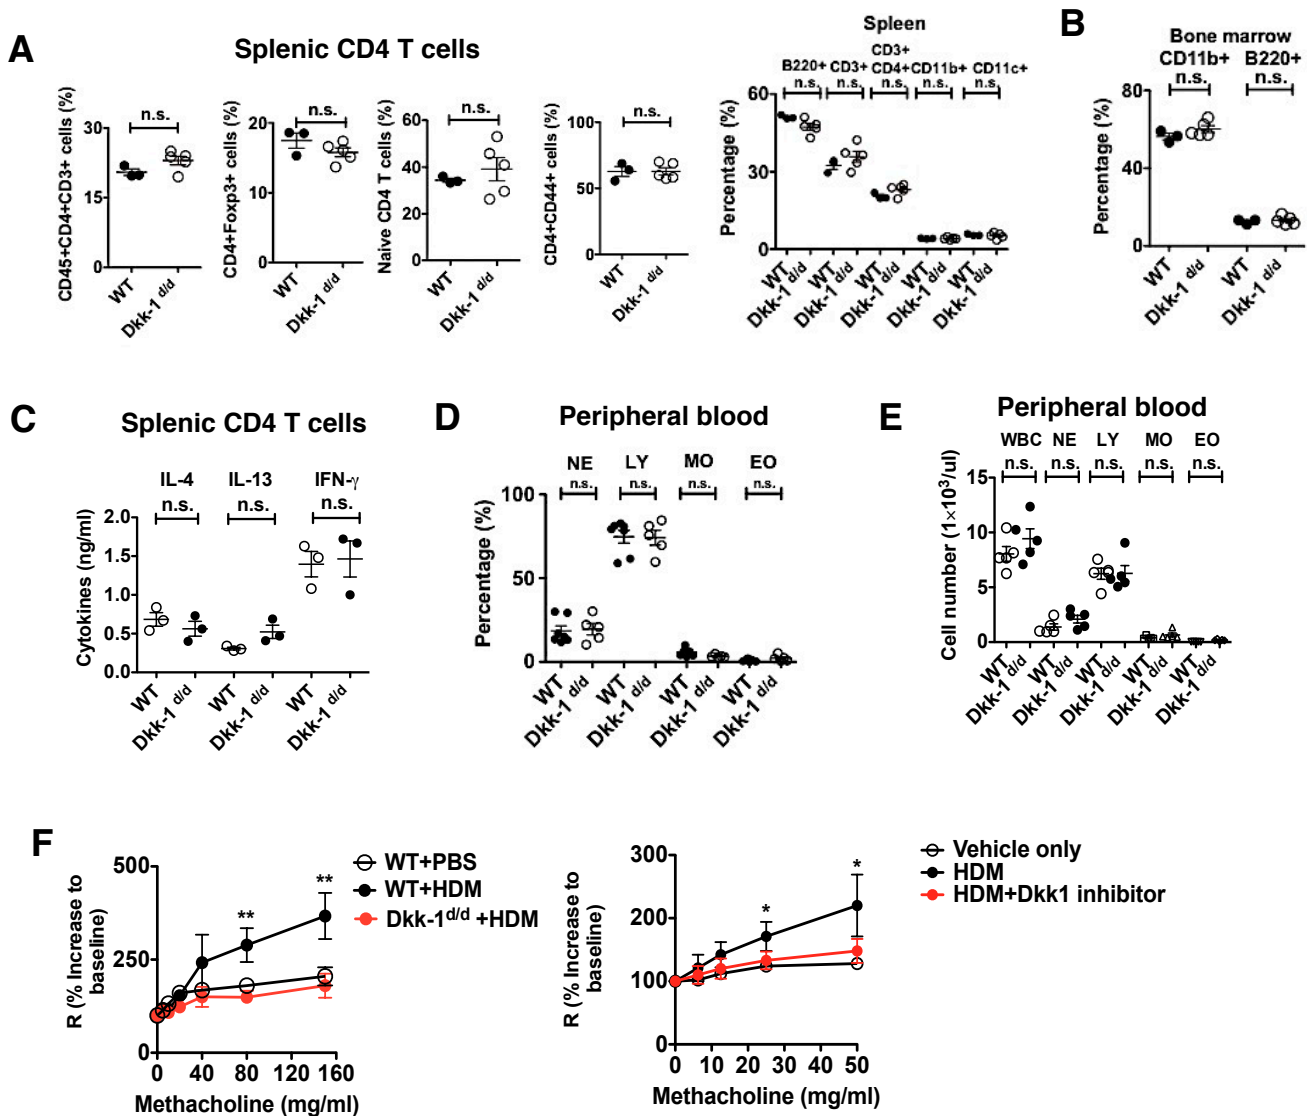 A
Splenic CD4 T cells
CD45+CD4+CD3+ cells (%)
30
15
0
n.s.
WT
Dkk-1 d/d
CD4+Foxp3+ cells (%)
20
10
0
n.s.
WT
Dkk-1 d/d
Naive CD4 T cells (%)
60
40
20
0
n.s.
WT
Dkk-1 d/d
CD4+CD44+ cells (%)
100
50
0
n.s.
WT
Dkk-1 d/d
Spleen
B220+ CD3+ CD3+ CD4+ CD11b+ CD11c+
n.s. n.s. n.s. n.s. n.s.
Percentage (%)
60
30
0
WT
Dkk-1 d/d
WT
Dkk-1 d/d
WT
Dkk-1 d/d
WT
Dkk-1 d/d
WT
Dkk-1 d/d
B
Bone marrow
CD11b+ B220+
n.s. n.s.
Percentage (%)
80
40
0
WT
Dkk-1 d/d
WT
Dkk-1 d/d
C
Splenic CD4 T cells
IL-4 IL-13 IFN-γ
n.s. n.s. n.s.
Cytokines (ng/ml)
2.0
1.5
1.0
0.5
0.0
WT
Dkk-1 d/d
WT
Dkk-1 d/d
WT
Dkk-1 d/d
D
Peripheral blood
NE LY MO EO
n.s. n.s. n.s. n.s.
Percentage (%)
100
50
0
WT
Dkk-1 d/d
WT
Dkk-1 d/d
WT
Dkk-1 d/d
WT
Dkk-1 d/d
E
Peripheral blood
WBC NE LY MO EO
n.s. n.s. n.s. n.s. n.s.
Cell number (1×10³/ul)
15
10
5
0
WT
Dkk-1 d/d
WT
Dkk-1 d/d
WT
Dkk-1 d/d
WT
Dkk-1 d/d
WT
Dkk-1 d/d
F
R (% Increase to
baseline)
500
250
0
** **
0 40 80 120 160
Methacholine (mg/ml)
WT+PBS
WT+HDM
Dkk-1d/d +HDM
R (% Increase to
baseline)
300
200
100
0
* *
0 10 20 30 40 50
Methacholine (mg/ml)
Vehicle only
HDM
HDM+Dkk1 inhibitor